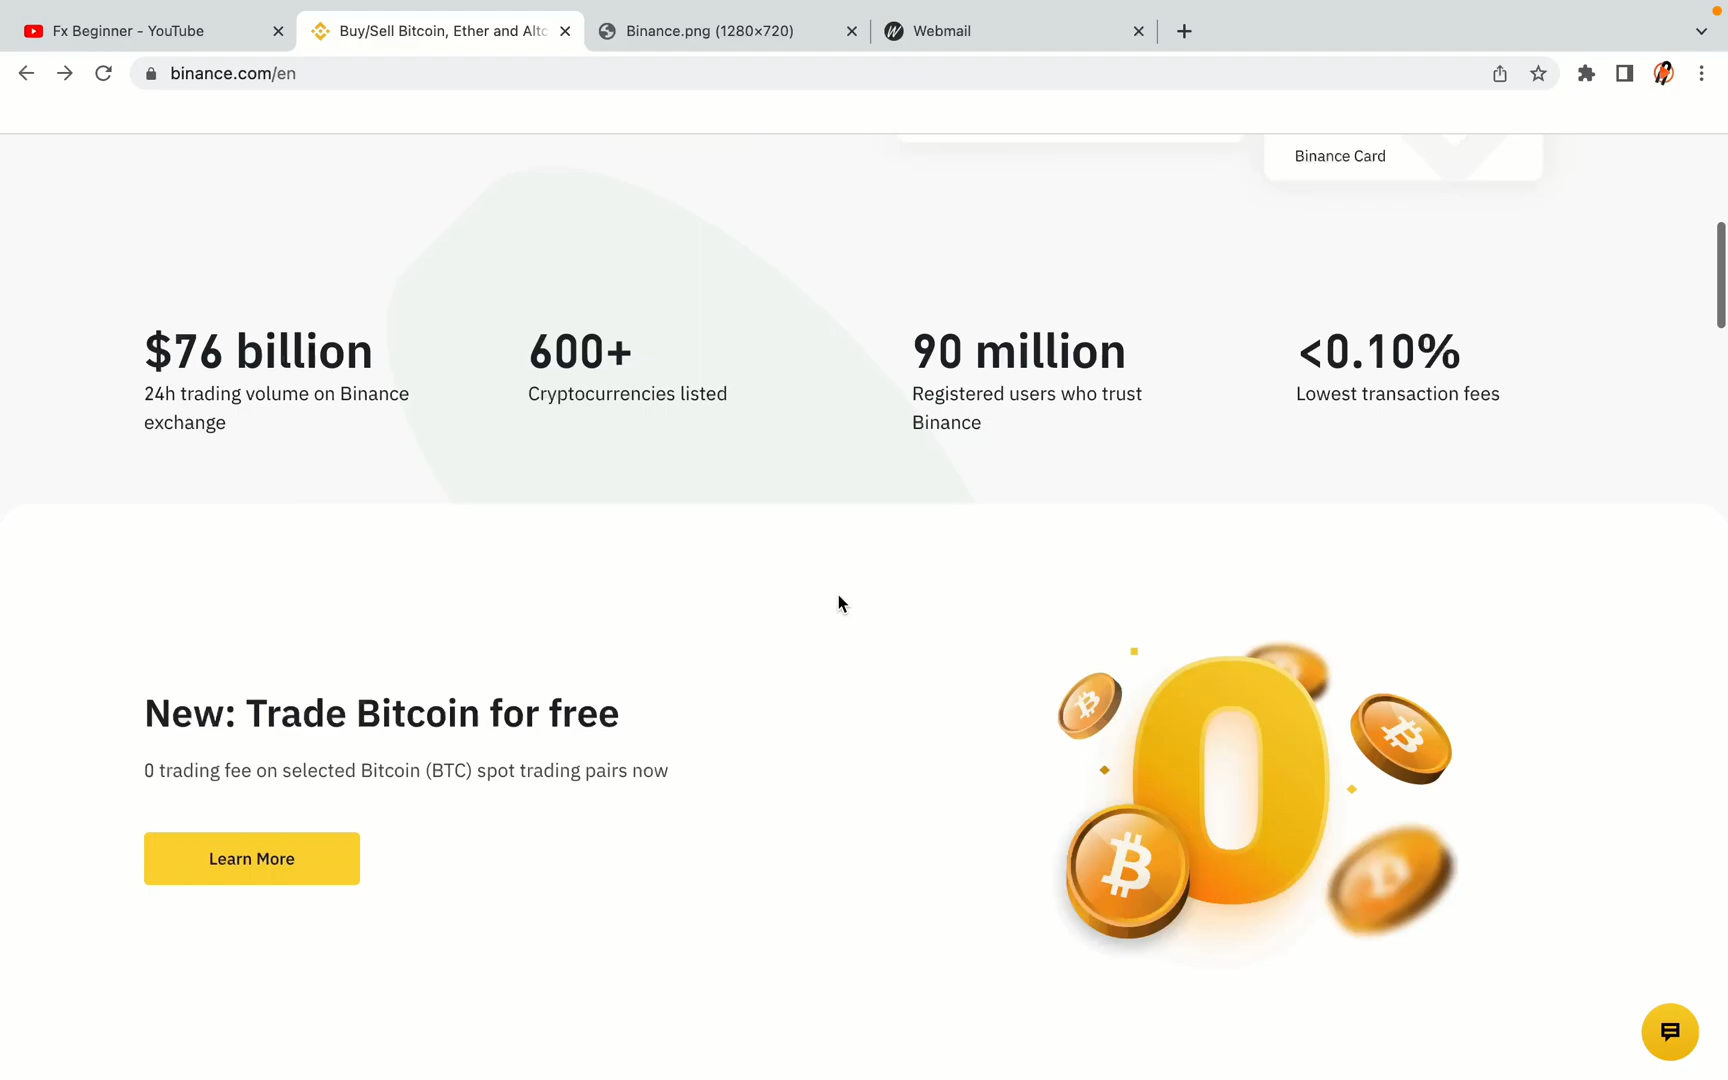 Fx Beginner - YouTube
Buy/Sell Bitcoin, Ether and Altc
Binance.png (1280×720)
Webmail
binance.com/en
Binance Card
$76 billion
24h trading volume on Binance
exchange
600+
Cryptocurrencies listed
90 million
Registered users who trust
Binance
<0.10%
Lowest transaction fees
New: Trade Bitcoin for free
0 trading fee on selected Bitcoin (BTC) spot trading pairs now
Learn More
0